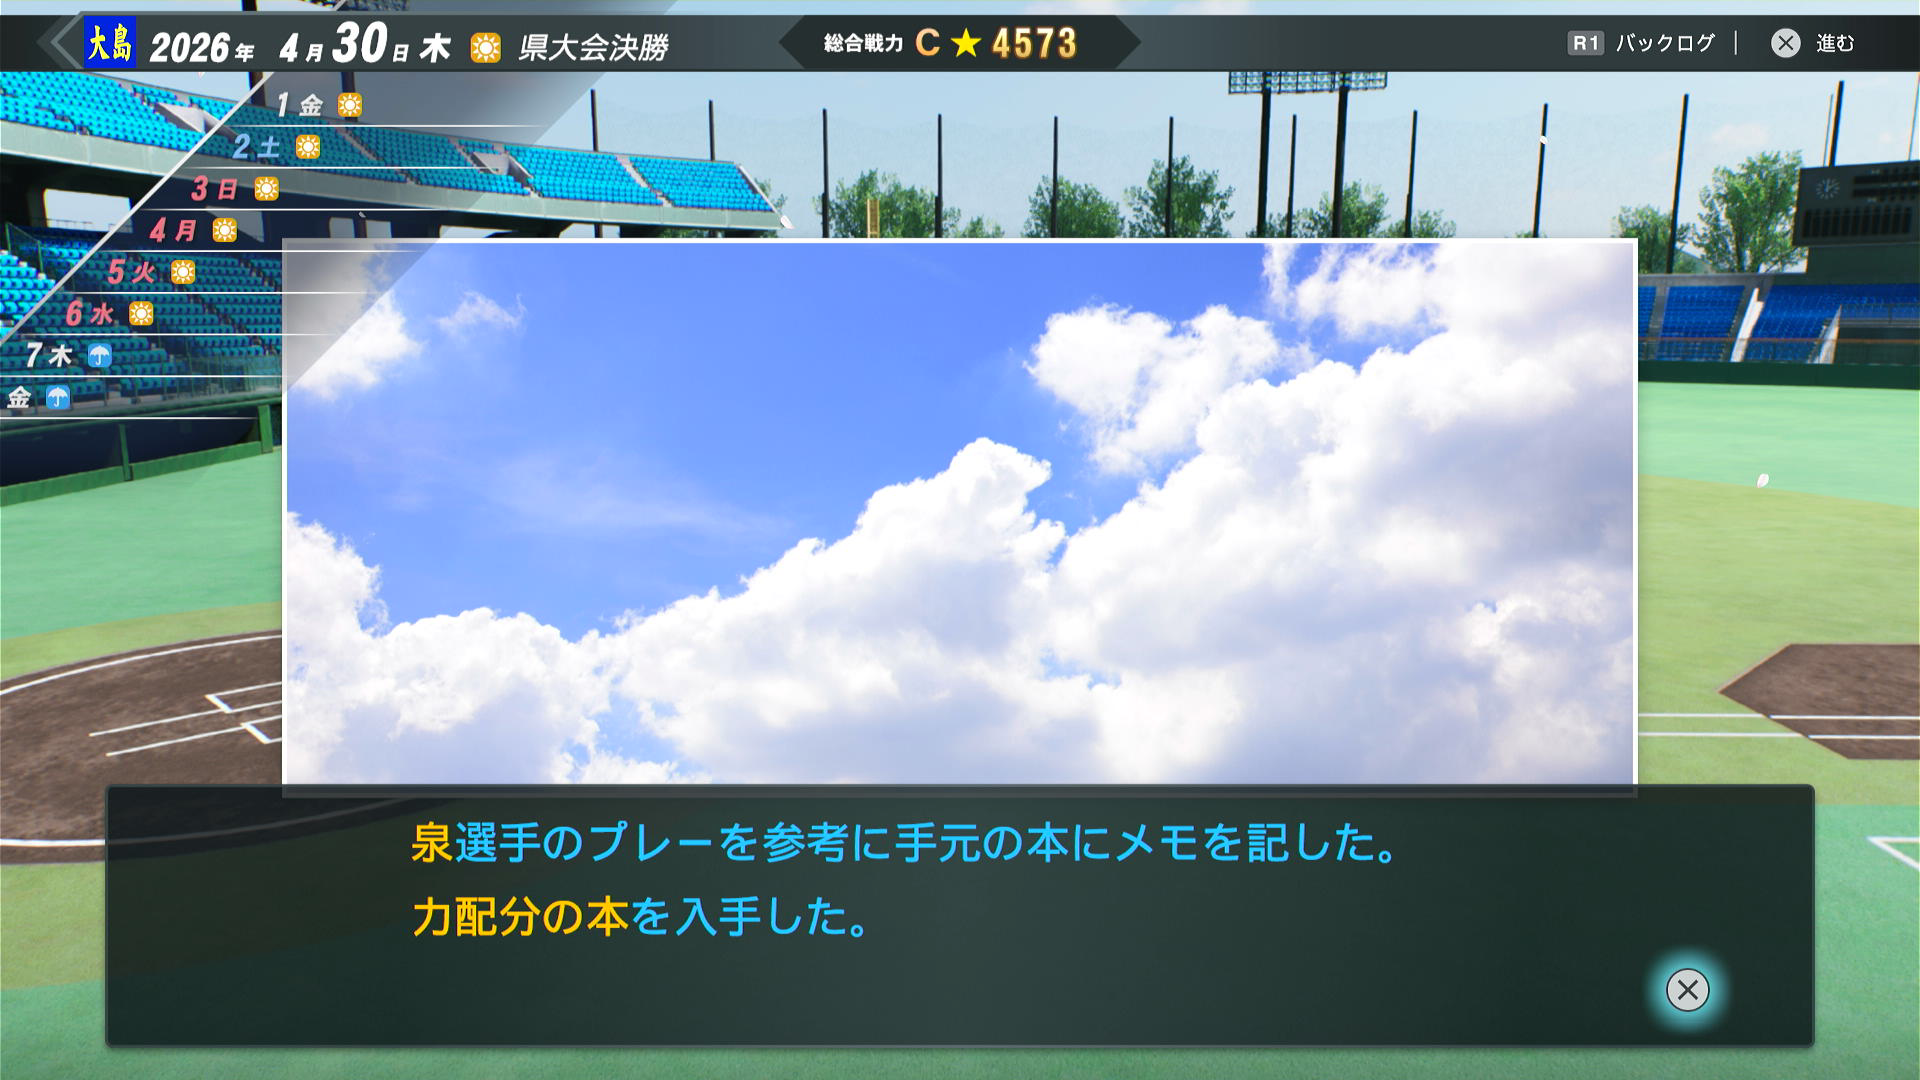 大島 2026年 4月30日 木 県大会決勝
総合戦力 C ★ 4573
R1 バックログ | ⊗ 進む
1 金
2 土
3 日
4 月
5 火
6 水
7 木
金
泉選手のプレーを参考に手元の本にメモを記した。
力配分の本を入手した。